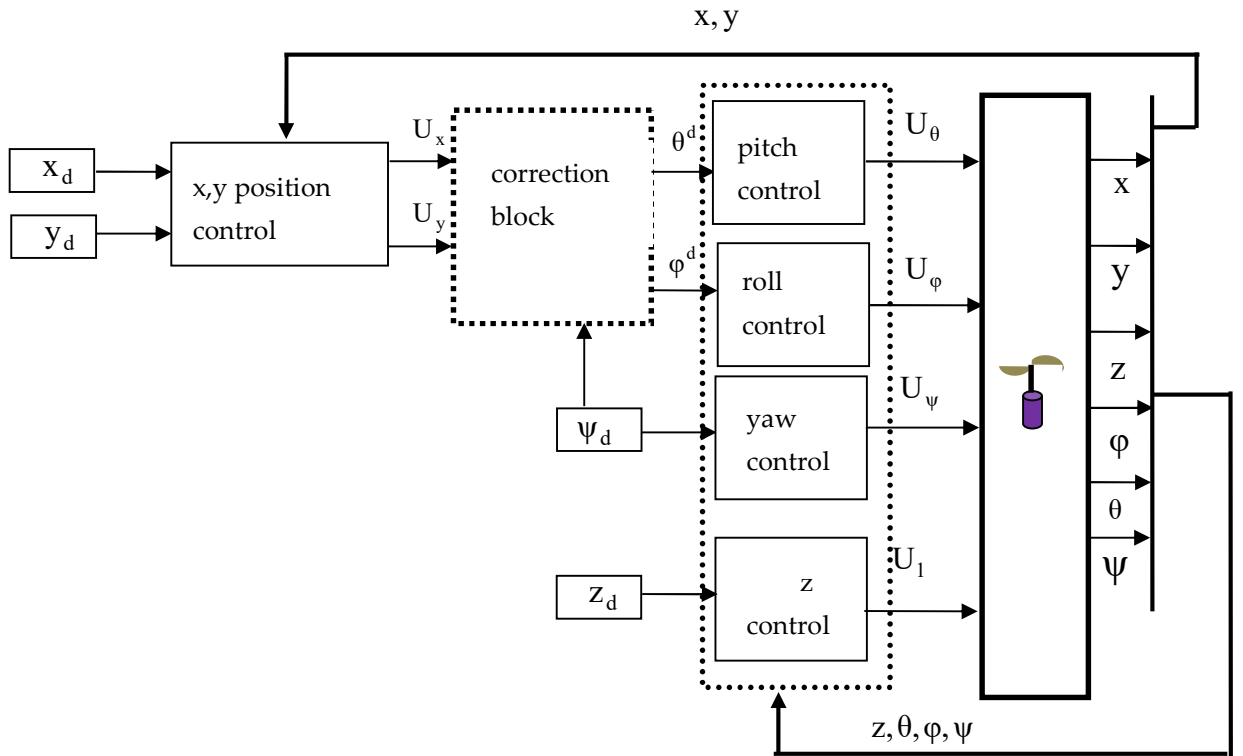 x, y
x_d
y_d
x,y position
control
U_x
U_y
correction
block
θ^d
φ^d
pitch
control
roll
control
yaw
control
z
control
ψ_d
z_d
U_θ
U_φ
U_ψ
U_1
x
y
z
φ
θ
ψ
z, θ, φ, ψ